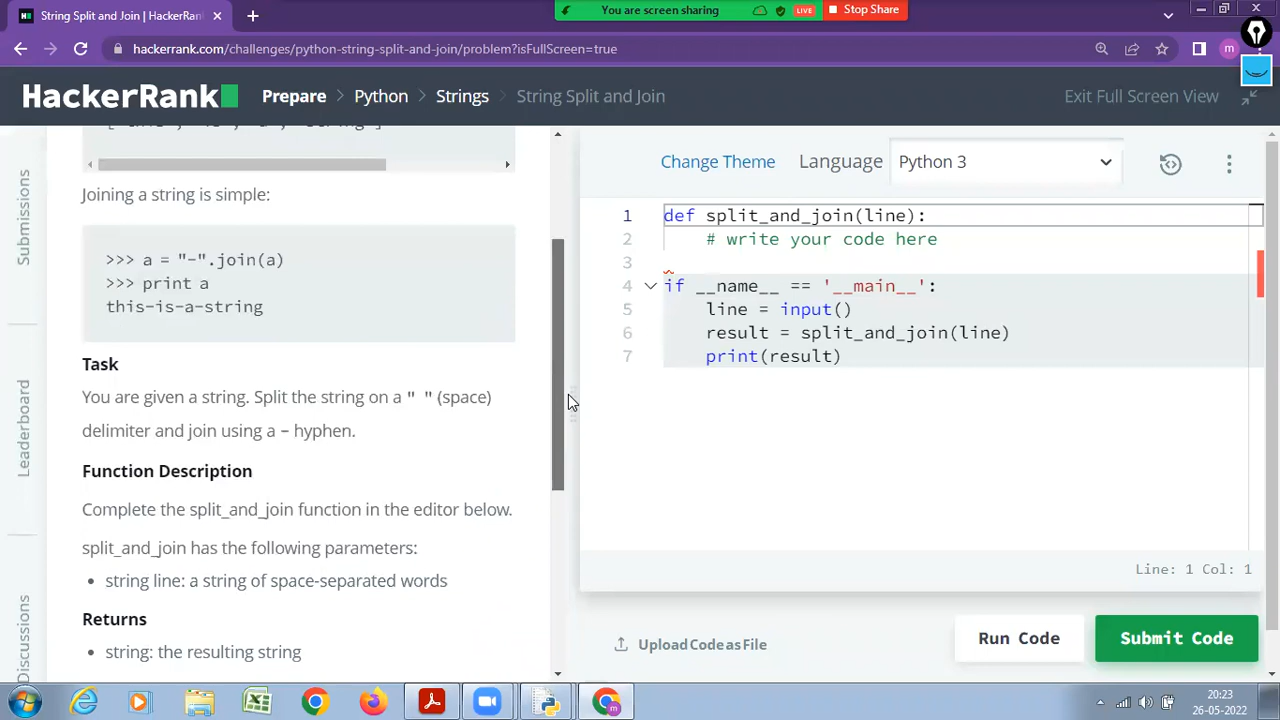 String Split and Join | HackerRank
You are screen sharing
LIVE
Stop Share
hackerrank.com/challenges/python-string-split-and-join/problem?isFullScreen=true
m
HackerRank
Prepare > Python > Strings > String Split and Join
Exit Full Screen View
Submissions
Leaderboard
Discussions
Joining a string is simple:
>>> a = "-".join(a)
>>> print a
this-is-a-string
Task
You are given a string. Split the string on a " " (space)
delimiter and join using a - hyphen.
Function Description
Complete the split_and_join function in the editor below.
split_and_join has the following parameters:
• string line: a string of space-separated words
Returns
• string: the resulting string
Change Theme
Language
Python 3
1 def split_and_join(line):
2 # write your code here
3
4 if __name__ == '__main__':
5 line = input()
6 result = split_and_join(line)
7 print(result)
Line: 1 Col: 1
Upload Code as File
Run Code
Submit Code
20:23
26-05-2022